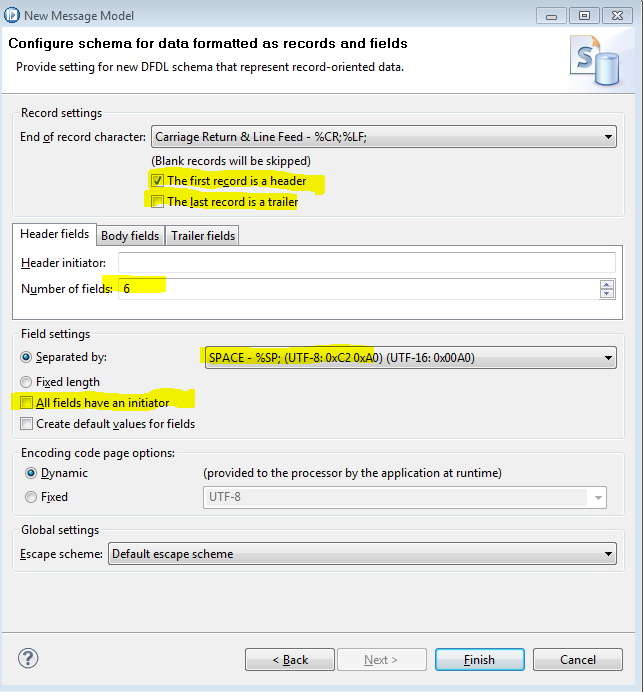 New Message Model
Configure schema for data formatted as records and fields
Provide setting for new DFDL schema that represent record-oriented data.
Record settings
End of record character: Carriage Return & Line Feed - %CR;%LF;
(Blank records will be skipped)
The first record is a header
The last record is a trailer
Header fields Body fields Trailer fields
Header initiator:
Number of fields: 6
Field settings
Separated by: SPACE - %SP; (UTF-8: 0xC2 0xA0) (UTF-16: 0x00A0)
Fixed length
All fields have an initiator
Create default values for fields
Encoding code page options:
Dynamic (provided to the processor by the application at runtime)
Fixed UTF-8
Global settings
Escape scheme: Default escape scheme
? < Back Next > Finish Cancel